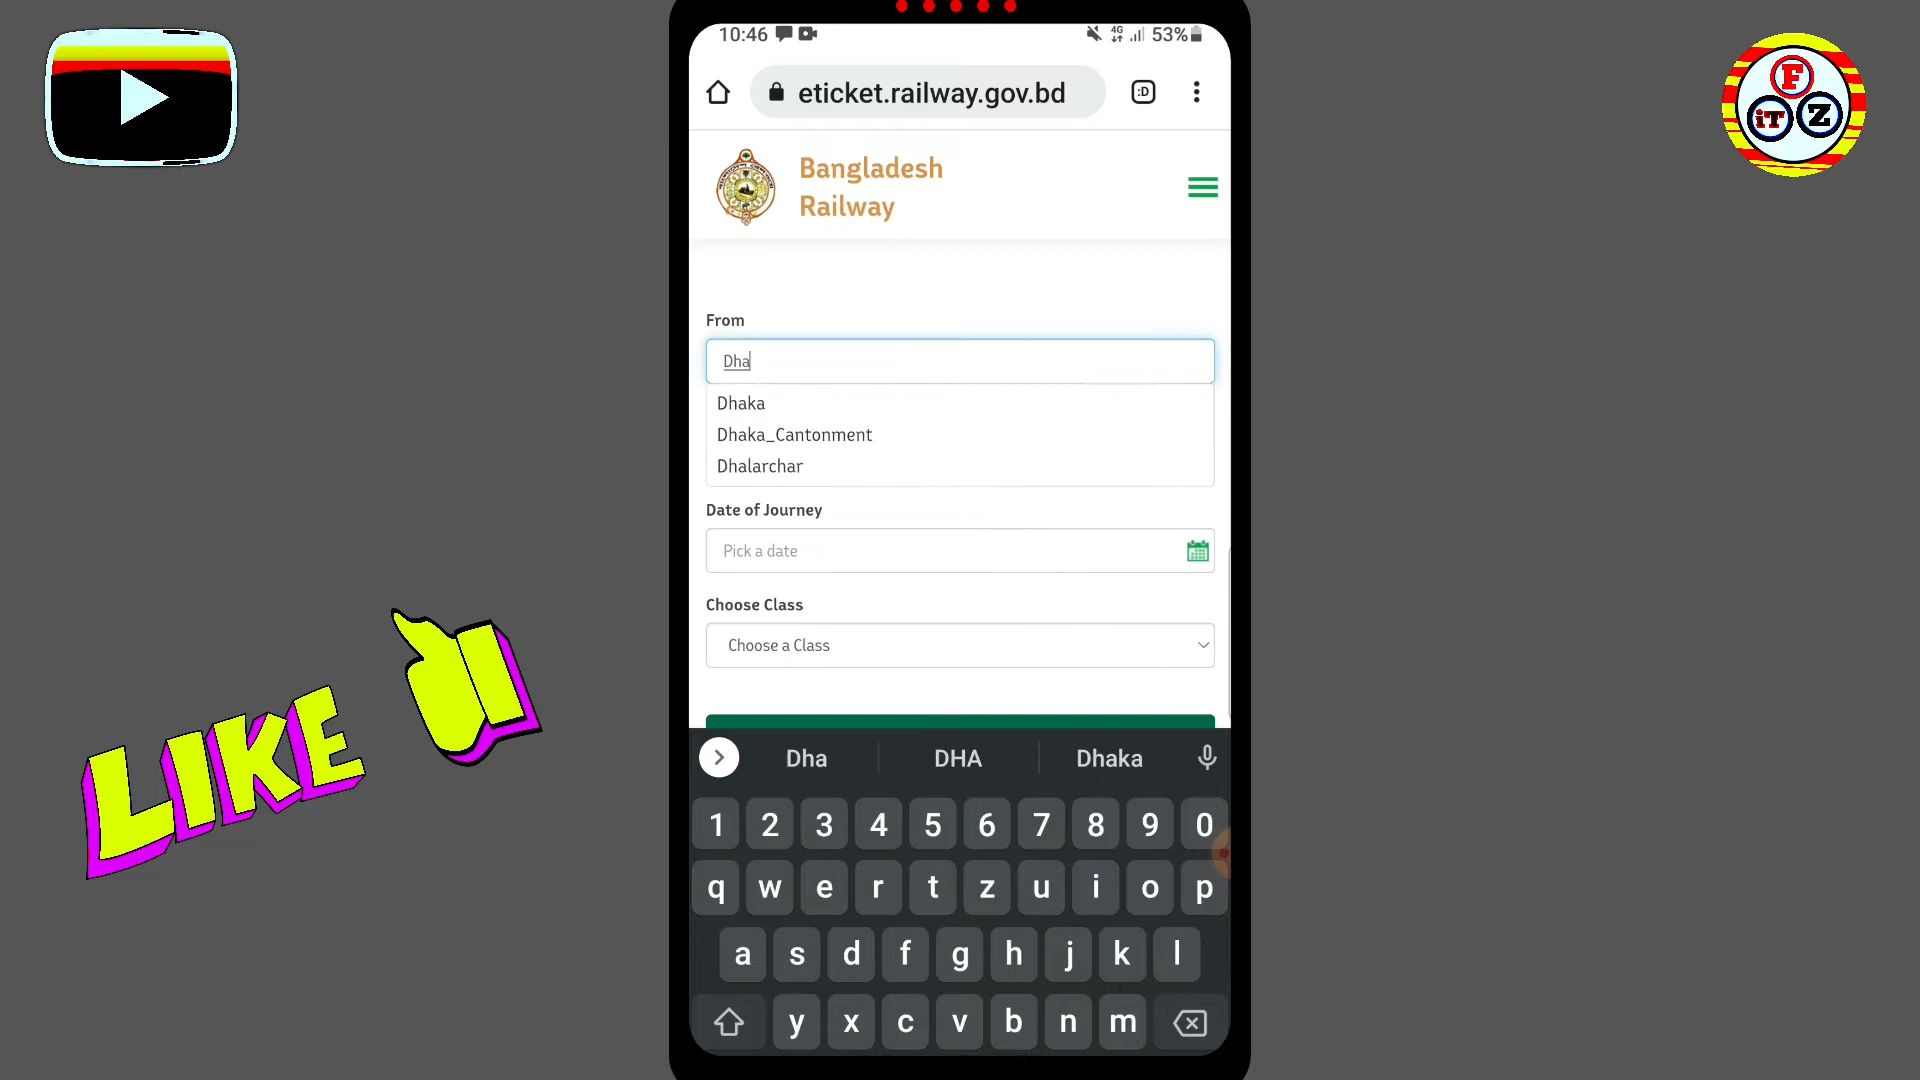 10:46
4G
53%
eticket.railway.gov.bd
:D
Bangladesh
Railway
From
Dha
Dhaka
Dhaka_Cantonment
Dhalarchar
Date of Journey
Pick a date
Choose Class
Choose a Class
Dha DHA Dhaka
1 2 3 4 5 6 7 8 9 0
q w e r t z u i o p
a s d f g h j k l
y x c v b n m
LIKE
F
iT Z